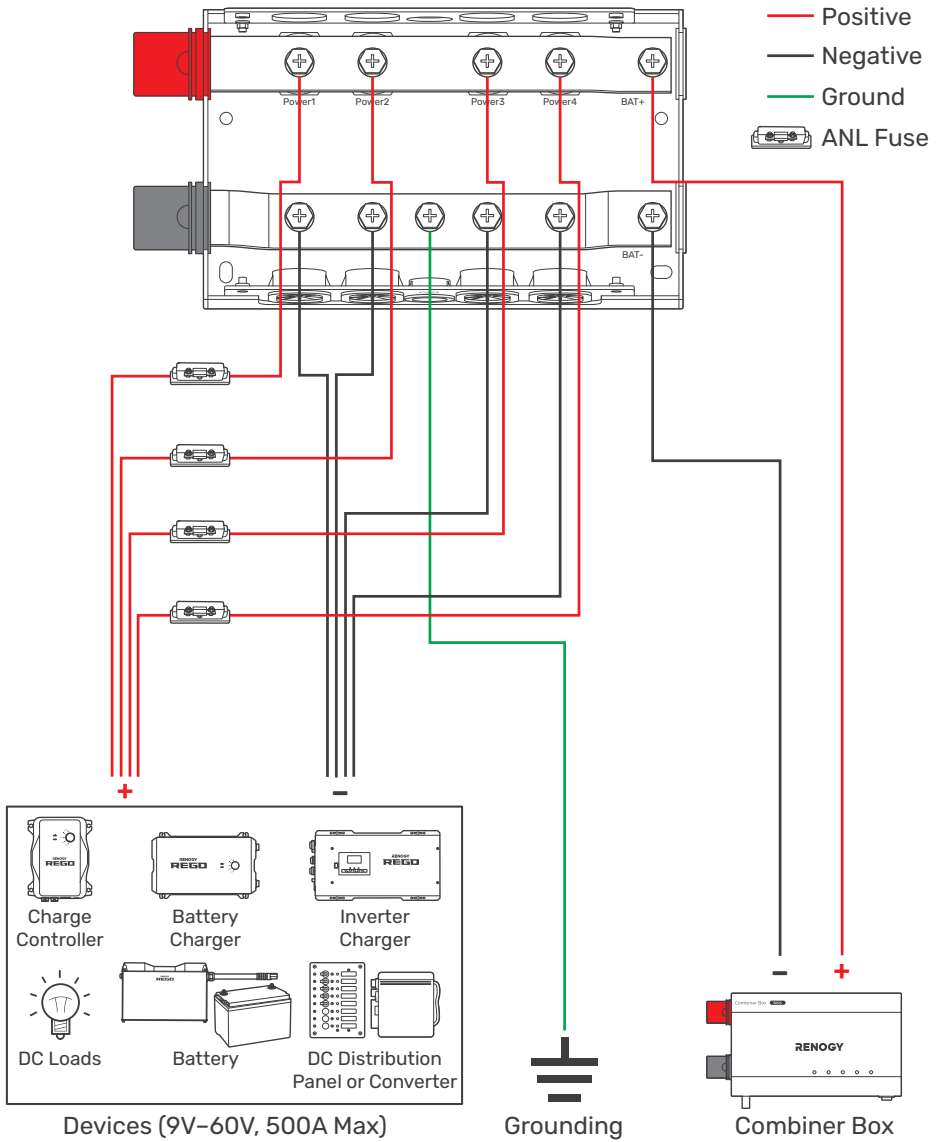 Positive
Negative
Ground
ANL Fuse
Power1 Power2 Power3 Power4 BAT+
BAT-
+ −
RENOGY
REGO
RENOGY
REGO
RENOGY
REGO
Charge
Controller
Battery
Charger
Inverter
Charger
REGO
DC Loads
Battery
DC Distribution
Panel or Converter
− +
Combiner Box 500A
RENOGY
Devices (9V–60V, 500A Max)
Grounding
Combiner Box